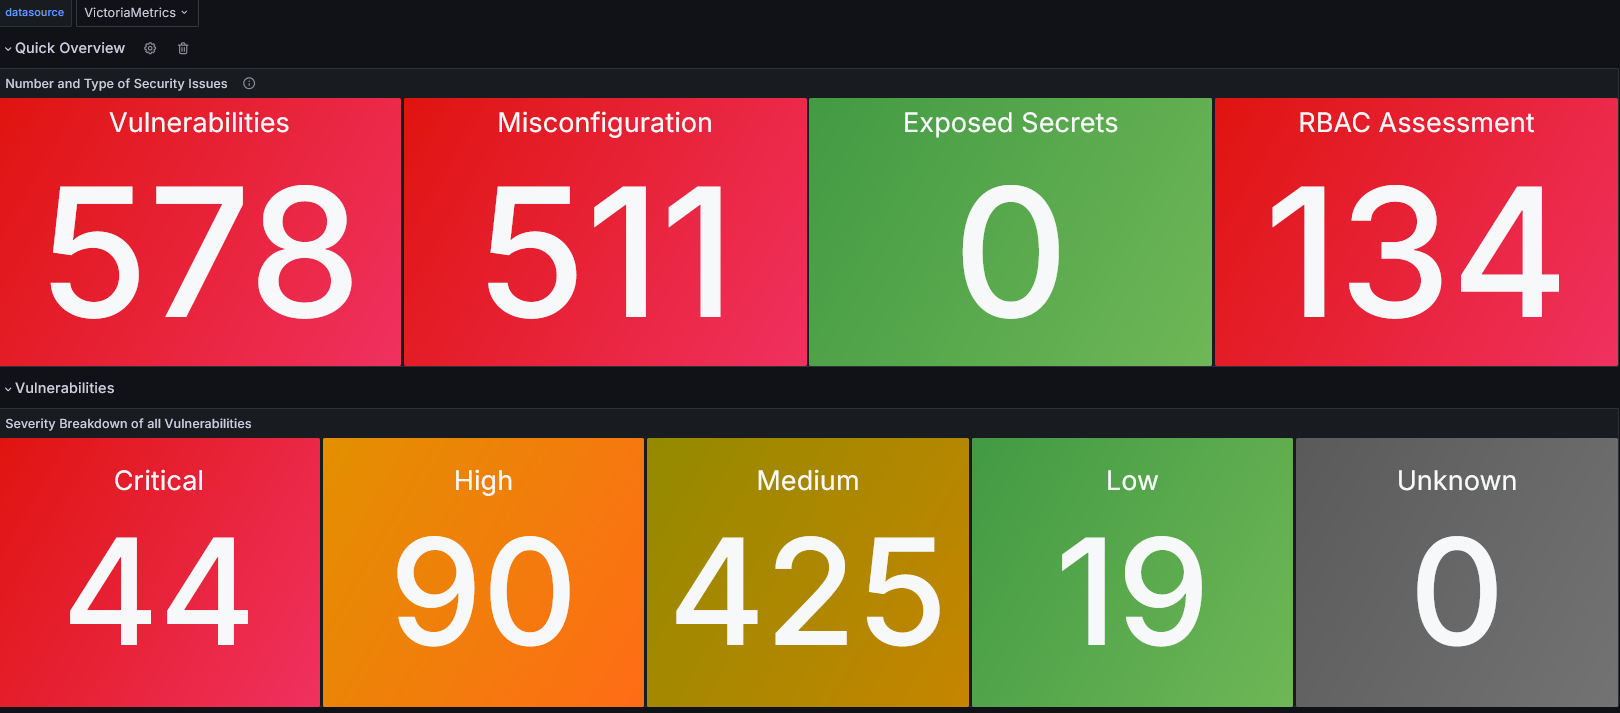 datasource VictoriaMetrics
Quick Overview
Number and Type of Security Issues
Vulnerabilities Misconfiguration Exposed Secrets RBAC Assessment
578 511 0 134
Vulnerabilities
Severity Breakdown of all Vulnerabilities
Critical High Medium Low Unknown
44 90 425 19 0